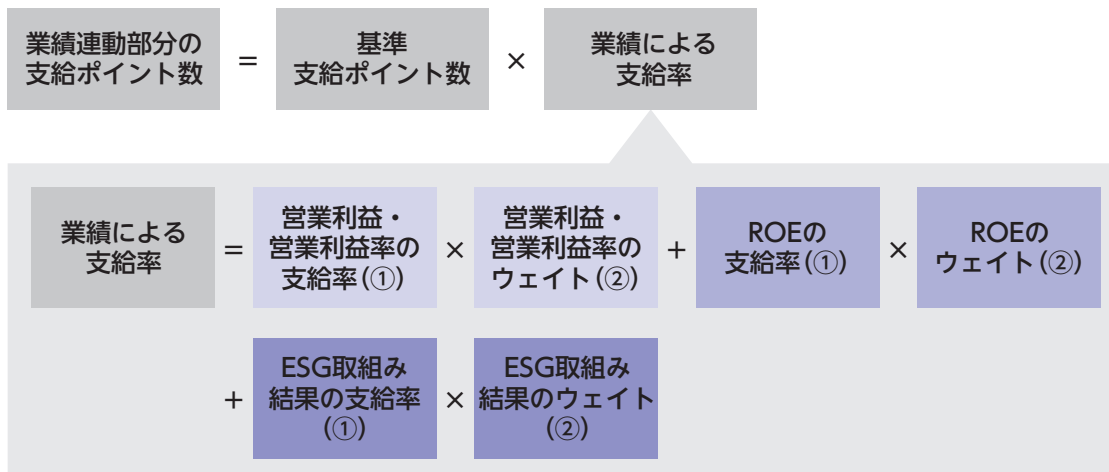 業績連動部分の
支給ポイント数
=
基準
支給ポイント数
×
業績による
支給率
業績による
支給率
=
営業利益・
営業利益率の
支給率(①)
×
営業利益・
営業利益率の
ウェイト(②)
+
ROEの
支給率(①)
×
ROEの
ウェイト(②)
+
ESG取組み
結果の支給率
(①)
×
ESG取組み
結果のウェイト
(②)